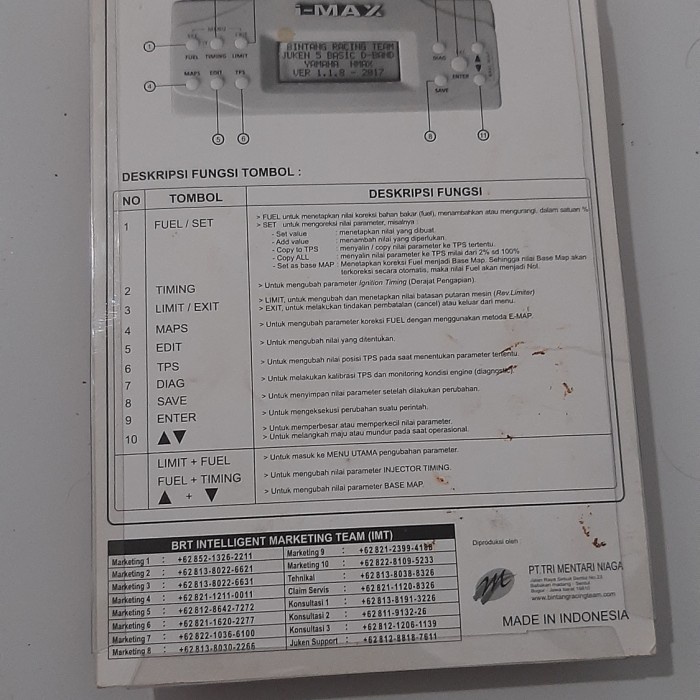 i-MAX
MENU
FUEL TIMING LIMIT
MAPS EDIT TPS
BINTANG RACING TEAM
JUKEN 5 BASIC D-BAND
YAMAHA NMAX
VER 1.1.8 - 2017
DIAG
ENTER
SAVE
1
4
5
6
8
11
DESKRIPSI FUNGSI TOMBOL :
NO TOMBOL DESKRIPSI FUNGSI
1 FUEL / SET > FUEL untuk menetapkan nilai koreksi bahan bakar (fuel), menambahkan atau mengurangi, dalam satuan %
> SET untuk mengoreksi nilai parameter, misalnya :
- Set value : menetapkan nilai yang dibuat.
- Add value : menambah nilai yang diperlukan.
- Copy to TPS : menyalin / copy nilai parameter ke TPS tertentu.
- Copy ALL : menyalin nilai parameter ke TPS mulai dari 2% sd 100%
- Set as base MAP : Menetapkan koreksi Fuel menjadi Base Map. Sehingga nilai Base Map akan
terkoreksi secara otomatis, maka nilai Fuel akan menjadi Nol.
2 TIMING > Untuk mengubah parameter Ignition Timing (Derajat Pengapian)
3 LIMIT / EXIT > LIMIT, untuk mengubah dan menetapkan nilai batasan putaran mesin (Rev Limiter)
> EXIT, untuk melakukan tindakan pembatalan (cancel) atau keluar dari menu.
4 MAPS > Untuk mengubah parameter koreksi FUEL dengan menggunakan metoda E-MAP.
5 EDIT > Untuk mengubah nilai yang ditentukan.
6 TPS > Untuk mengubah nilai posisi TPS pada saat menentukan parameter tertentu.
7 DIAG > Untuk melakukan kalibrasi TPS dan monitoring kondisi engine (diagnostic)
8 SAVE > Untuk menyimpan nilai parameter setelah dilakukan perubahan.
9 ENTER > Untuk mengeksekusi perubahan suatu perintah.
10 ▲▼ > Untuk memperbesar atau memperkecil nilai parameter.
> Untuk melangkah maju atau mundur pada saat operasional.
LIMIT + FUEL > Untuk masuk ke MENU UTAMA pengubahan parameter.
FUEL + TIMING > Untuk mengubah nilai parameter INJECTOR TIMING.
▲ + ▼ > Untuk mengubah nilai parameter BASE MAP.
BRT INTELLIGENT MARKETING TEAM (IMT)
Marketing 1 : +62 852-1326-2211
Marketing 2 : +62 813-8022-6621
Marketing 3 : +62 813-8022-6631
Marketing 4 : +62 821-1211-0011
Marketing 5 : +62 812-8642-7272
Marketing 6 : +62 821-1620-2277
Marketing 7 : +62 822-1036-6100
Marketing 8 : +62 813-8030-2266
Marketing 9 : +62 821-2399-4188
Marketing 10 : +62 822-8109-5233
Tehnikal : +62 813-8038-8326
Claim Servis : +62 821-1120-8326
Konsultasi 1 : +62 813-8191-3226
Konsultasi 2 : +62 811-9132-26
Konsultasi 3 : +62 812-1206-1139
Juken Support : +62 812-8818-7611
Diproduksi oleh :
PT.TRI MENTARI NIAGA
www.bintangracingteam.com
MADE IN INDONESIA